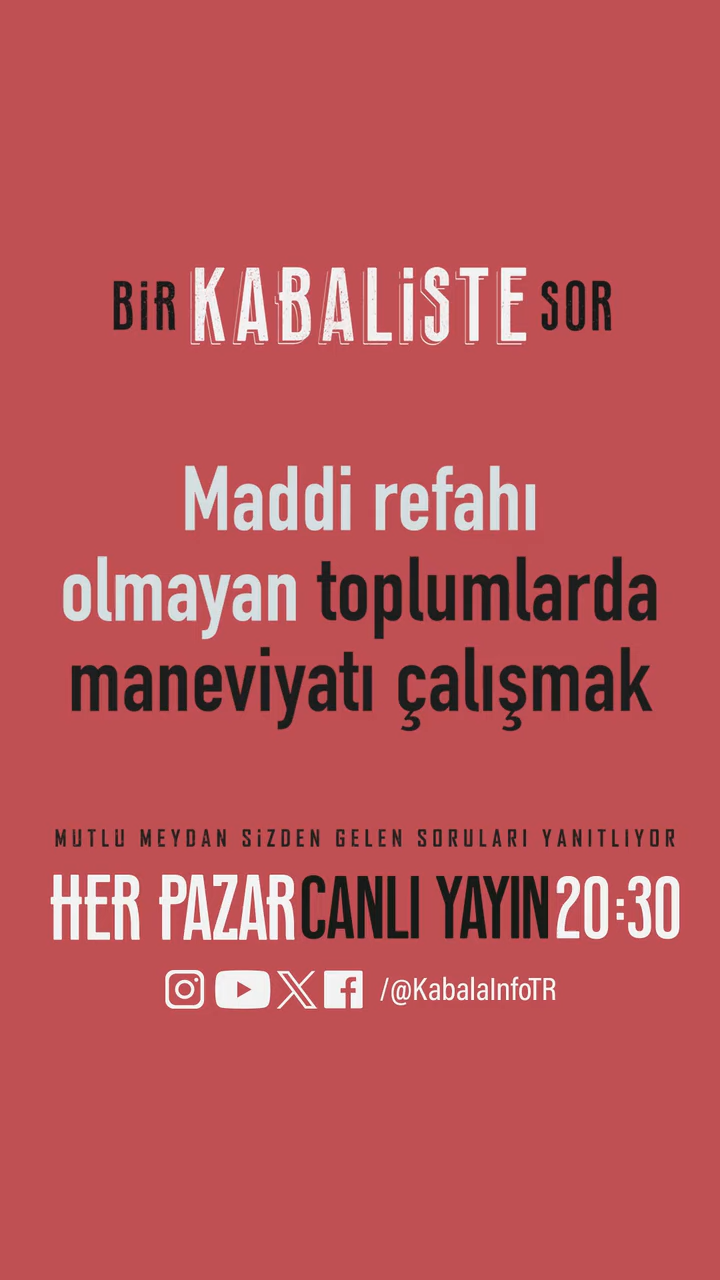 BİR KABALİSTE SOR
Maddi refahı
olmayan toplumlarda
maneviyatı çalışmak
MUTLU MEYDAN SİZDEN GELEN SORULARI YANITLIYOR
HER PAZAR CANLI YAYIN 20:30
/@KabalaInfoTR